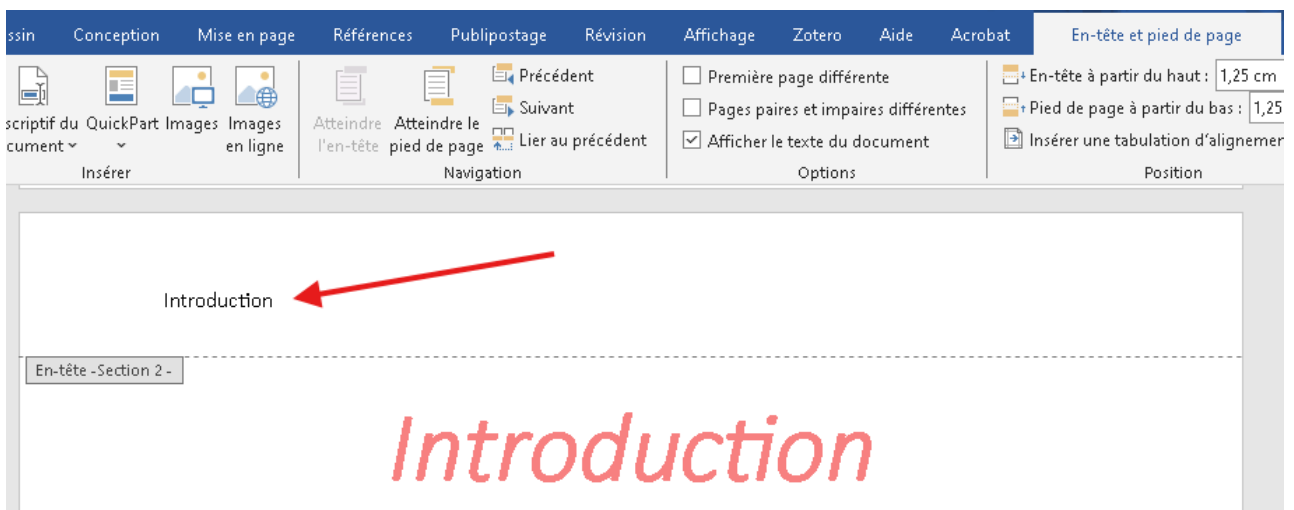 ssin Conception Mise en page Références Publipostage Révision Affichage Zotero Aide Acrobat En-tête et pied de page
scriptif du
cument
QuickPart
Images
Images
en ligne
Insérer
Atteindre
l'en-tête
Atteindre le
pied de page
Précédent
Suivant
Lier au précédent
Navigation
Première page différente
Pages paires et impaires différentes
Afficher le texte du document
Options
En-tête à partir du haut : 1,25 cm
Pied de page à partir du bas : 1,25
Insérer une tabulation d'alignemer
Position
Introduction
En-tête -Section 2 -
Introduction